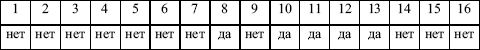 1 2 3 4 5 6 7 8 9 10 11 12 13 14 15 16
нет нет нет нет нет нет нет да нет да да да да нет нет нет